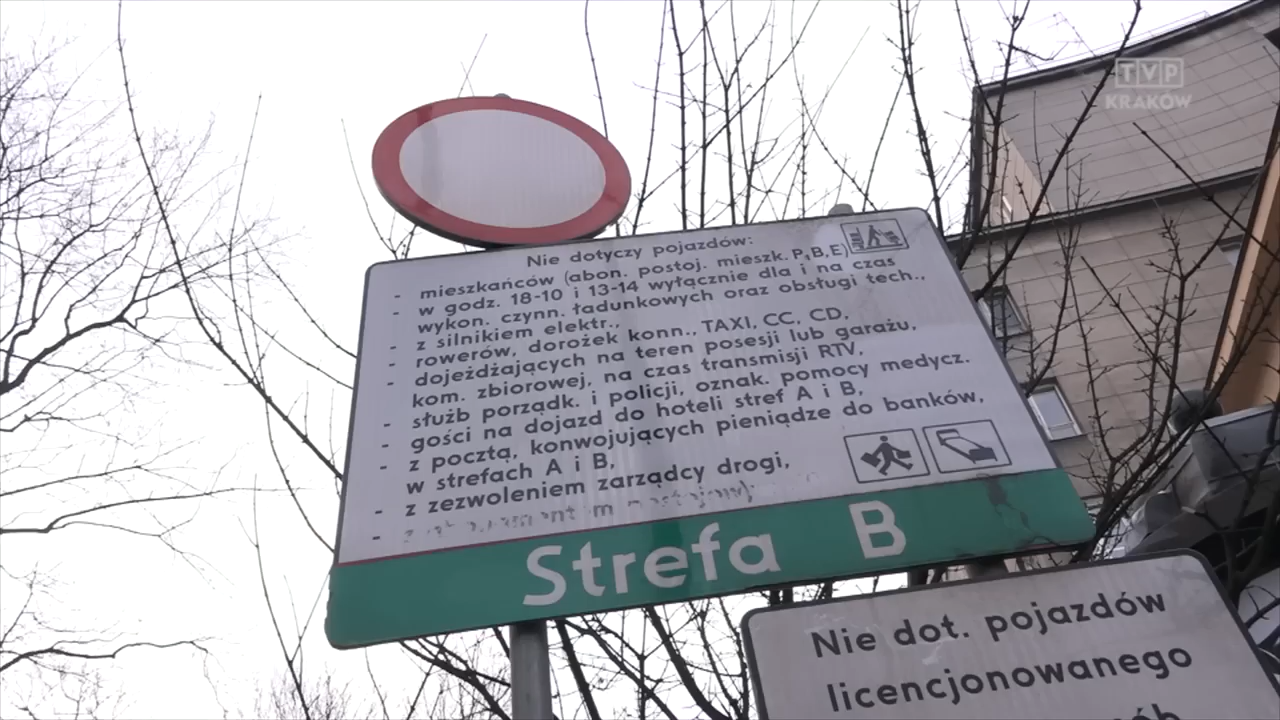 TVP
KRAKÓW
Nie dotyczy pojazdów:
- mieszkańców (abon. postoj. mieszk. P,B,E)
- w godz. 18-10 i 13-14 wyłącznie dla i na czas
wykon. czynn. ładunkowych oraz obsługi tech.,
- z silnikiem elektr.,
- rowerów, dorożek konn., TAXI, CC, CD,
- dojeżdżających na teren posesji lub garażu,
kom. zbiorowej, na czas transmisji RTV,
- służb porządk. i policji, oznak. pomocy medycz.
- gości na dojazd do hoteli stref A i B,
- z pocztą, konwojujących pieniądze do banków,
w strefach A i B,
- z zezwoleniem zarządcy drogi,
- z
Strefa B
Nie dot. pojazdów
licencjonowanego